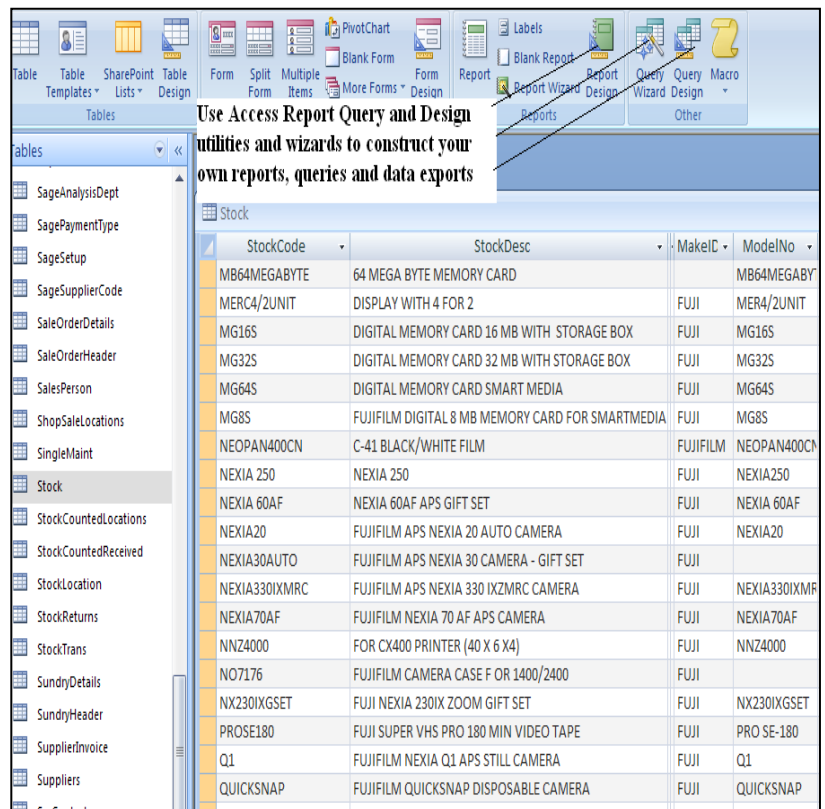 PivotChart
Labels
Blank Form
Blank Report
Table
Table Templates
SharePoint Lists
Table Design
Form
Split Form
Multiple Items
More Forms
Form Design
Report
Report Wizard
Report Design
Query Wizard
Query Design
Macro
Tables
Reports
Other
Use Access Report Query and Design
utilities and wizards to construct your
own reports, queries and data exports
Tables
SageAnalysisDept
SagePaymentType
SageSetup
SageSupplierCode
SaleOrderDetails
SaleOrderHeader
SalesPerson
ShopSaleLocations
SingleMaint
Stock
StockCountedLocations
StockCountedReceived
StockLocation
StockReturns
StockTrans
SundryDetails
SundryHeader
SupplierInvoice
Suppliers
Stock
StockCode StockDesc MakeID ModelNo
MB64MEGABYTE 64 MEGA BYTE MEMORY CARD MB64MEGABY
MERC4/2UNIT DISPLAY WITH 4 FOR 2 FUJI MER4/2UNIT
MG16S DIGITAL MEMORY CARD 16 MB WITH STORAGE BOX FUJI MG16S
MG32S DIGITAL MEMORY CARD 32 MB WITH STORAGE BOX FUJI MG32S
MG64S DIGITAL MEMORY CARD SMART MEDIA FUJI MG64S
MG8S FUJIFILM DIGITAL 8 MB MEMORY CARD FOR SMARTMEDIA FUJI MG8S
NEOPAN400CN C-41 BLACK/WHITE FILM FUJIFILM NEOPAN400CN
NEXIA 250 NEXIA 250 FUJI NEXIA250
NEXIA 60AF NEXIA 60AF APS GIFT SET FUJI NEXIA 60AF
NEXIA20 FUJIFILM APS NEXIA 20 AUTO CAMERA FUJI NEXIA20
NEXIA30AUTO FUJIFILM APS NEXIA 30 CAMERA - GIFT SET FUJI
NEXIA330IXMRC FUJIFILM APS NEXIA 330 IXZMRC CAMERA FUJI NEXIA330IXMR
NEXIA70AF FUJIFILM NEXIA 70 AF APS CAMERA FUJI NEXIA70AF
NNZ4000 FOR CX400 PRINTER (40 X 6 X4) FUJI NNZ4000
NO7176 FUJIFILM CAMERA CASE F OR 1400/2400 FUJI
NX230IXGSET FUJI NEXIA 230IX ZOOM GIFT SET FUJI NX230IXGSET
PROSE180 FUJI SUPER VHS PRO 180 MIN VIDEO TAPE FUJI PRO SE-180
Q1 FUJIFILM NEXIA Q1 APS STILL CAMERA FUJI Q1
QUICKSNAP FUJIFILM QUICKSNAP DISPOSABLE CAMERA FUJI QUICKSNAP